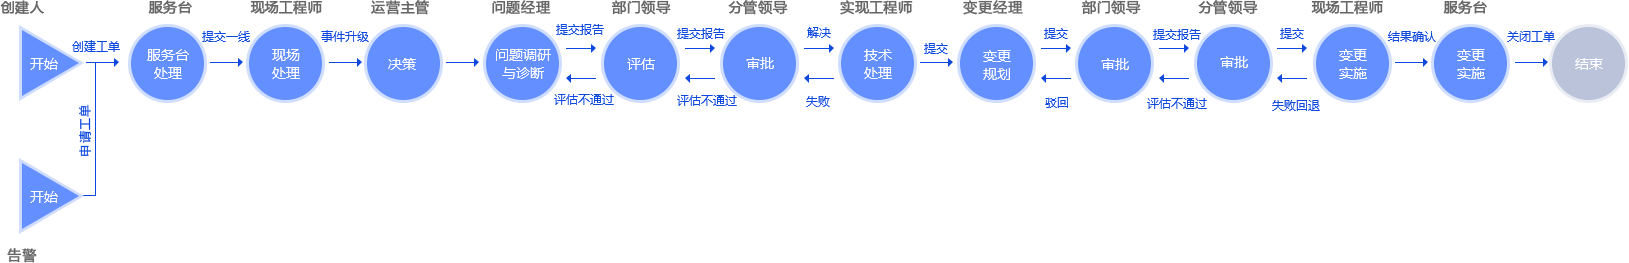 创建人
服务台
现场工程师
运营主管
问题经理
部门领导
分管领导
实现工程师
变更经理
部门领导
分管领导
现场工程师
服务台
开始
创建工单
服务台
处理
提交一线
现场
处理
事件升级
决策
问题调研
与诊断
提交报告
评估不通过
评估
提交报告
评估不通过
审批
解决
失败
技术
处理
提交
变更
规划
提交
驳回
审批
提交报告
评估不通过
审批
提交
失败回退
变更
实施
结果确认
变更
实施
关闭工单
结束
申请工单
开始
告警